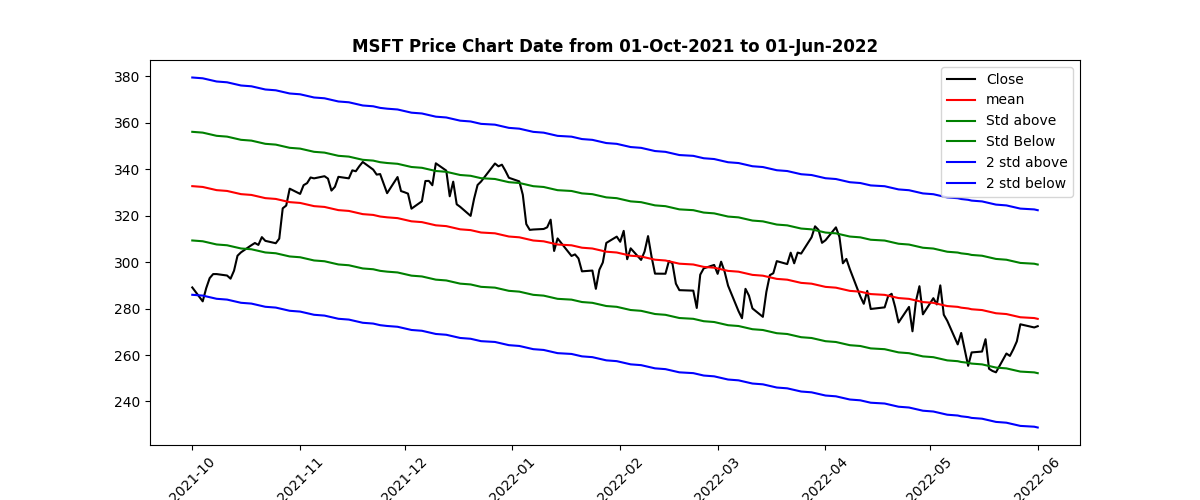 MSFT Price Chart Date from 01-Oct-2021 to 01-Jun-2022
380
360
340
320
300
280
260
240
Close
mean
Std above
Std Below
2 std above
2 std below
2021-10
2021-11
2021-12
2022-01
2022-02
2022-03
2022-04
2022-05
2022-06